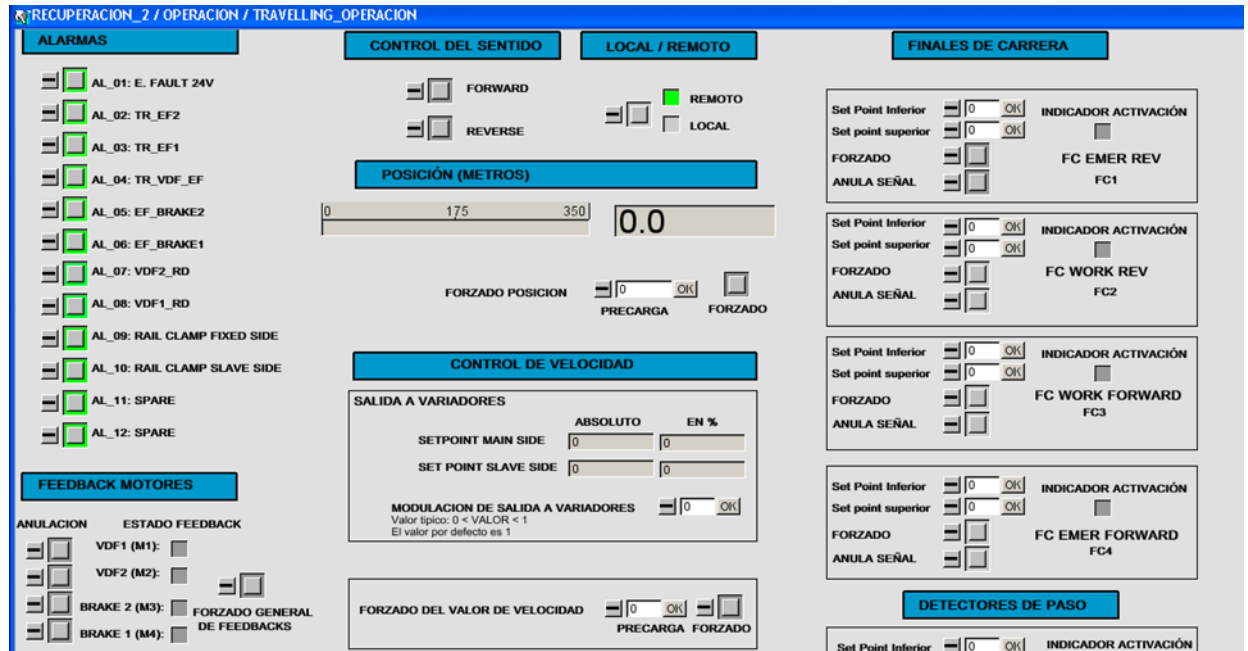 RECUPERACION_2 / OPERACION / TRAVELLING_OPERACION
ALARMAS
AL_01: E. FAULT 24V
AL_02: TR_EF2
AL_03: TR_EF1
AL_04: TR_VDF_EF
AL_05: EF_BRAKE2
AL_06: EF_BRAKE1
AL_07: VDF2_RD
AL_08: VDF1_RD
AL_09: RAIL CLAMP FIXED SIDE
AL_10: RAIL CLAMP SLAVE SIDE
AL_11: SPARE
AL_12: SPARE
FEEDBACK MOTORES
ANULACION ESTADO FEEDBACK
VDF1 (M1):
VDF2 (M2):
BRAKE 2 (M3):
BRAKE 1 (M4):
FORZADO GENERAL
DE FEEDBACKS
CONTROL DEL SENTIDO
FORWARD
REVERSE
LOCAL / REMOTO
REMOTO
LOCAL
POSICIÓN (METROS)
0 175 350
0.0
FORZADO POSICION 0 OK
PRECARGA FORZADO
CONTROL DE VELOCIDAD
SALIDA A VARIADORES
ABSOLUTO EN %
SETPOINT MAIN SIDE 0 0
SET POINT SLAVE SIDE 0 0
MODULACION DE SALIDA A VARIADORES 0 OK
Valor tipico: 0 < VALOR < 1
El valor por defecto es 1
FORZADO DEL VALOR DE VELOCIDAD 0 OK
PRECARGA FORZADO
FINALES DE CARRERA
Set Point Inferior 0 OK INDICADOR ACTIVACIÓN
Set point superior 0 OK
FORZADO FC EMER REV
ANULA SEÑAL FC1
Set Point Inferior 0 OK INDICADOR ACTIVACIÓN
Set point superior 0 OK
FORZADO FC WORK REV
ANULA SEÑAL FC2
Set Point Inferior 0 OK INDICADOR ACTIVACIÓN
Set point superior 0 OK
FORZADO FC WORK FORWARD
ANULA SEÑAL FC3
Set Point Inferior 0 OK INDICADOR ACTIVACIÓN
Set point superior 0 OK
FORZADO FC EMER FORWARD
ANULA SEÑAL FC4
DETECTORES DE PASO
Set Point Inferior 0 OK INDICADOR ACTIVACIÓN